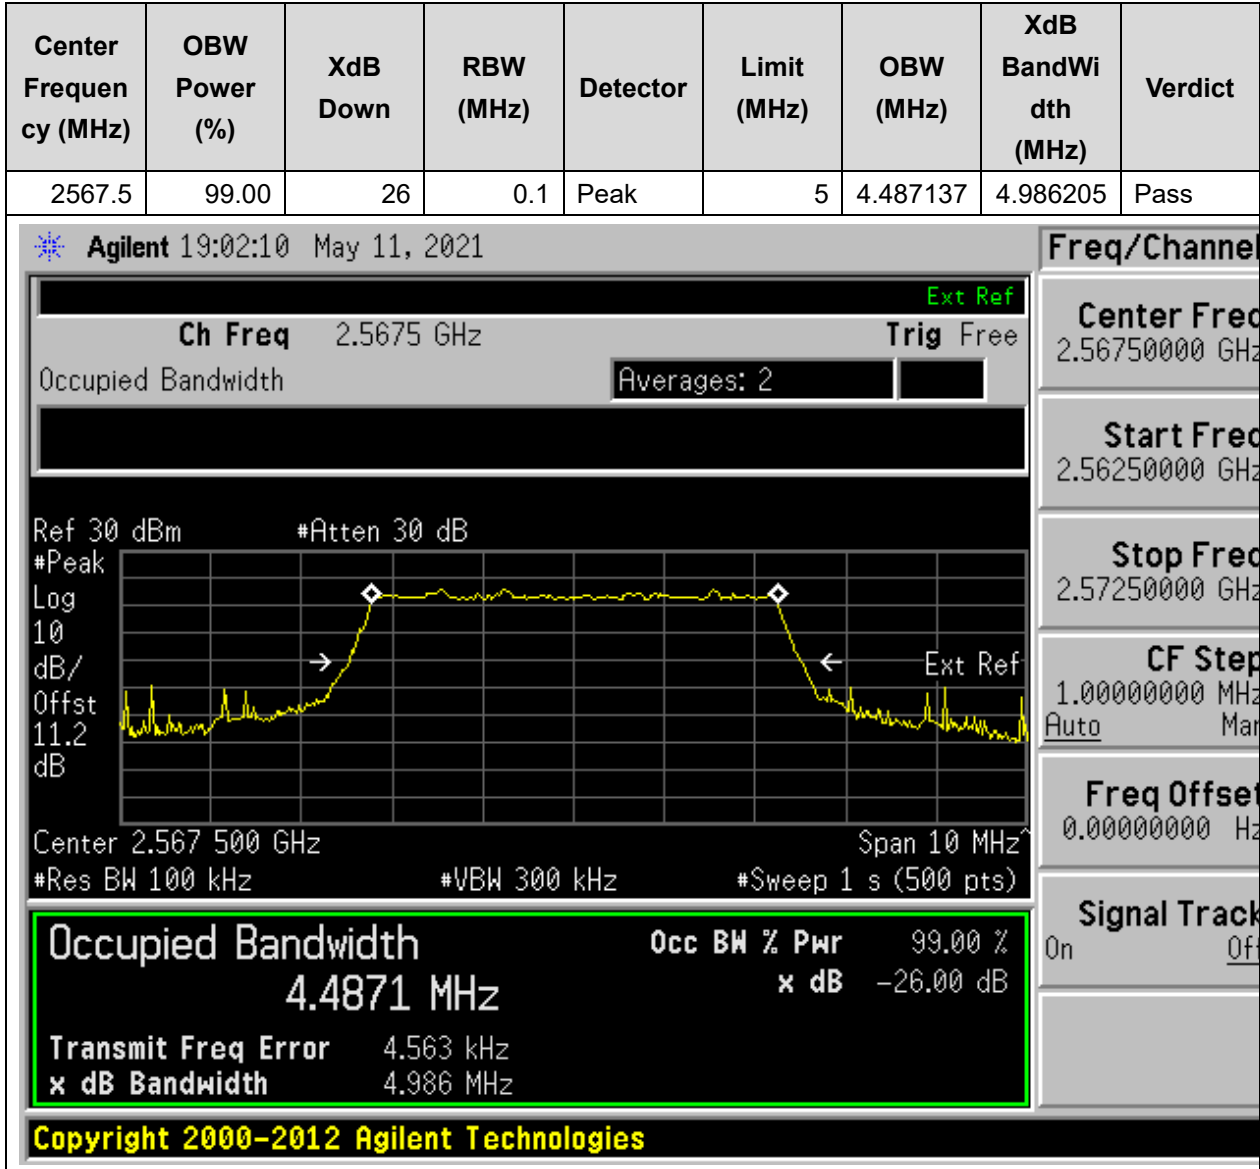 Center Frequen cy (MHz)
OBW Power (%)
XdB Down
RBW (MHz)
Detector
Limit (MHz)
OBW (MHz)
XdB BandWi dth (MHz)
Verdict
2567.5 99.00 26 0.1 Peak 5 4.487137 4.986205 Pass
Agilent 19:02:10 May 11, 2021
Freq/Channel
Ext Ref
Ch Freq 2.5675 GHz Trig Free
Occupied Bandwidth Averages: 2
Center Freq
2.56750000 GHz
Start Freq
2.56250000 GHz
Stop Freq
2.57250000 GHz
CF Step
1.00000000 MHz
Auto Man
Freq Offset
0.00000000 Hz
Signal Track
On Off
Ref 30 dBm #Atten 30 dB
#Peak
Log
10
dB/
Offst
11.2
dB
Ext Ref
Center 2.567 500 GHz Span 10 MHz^
#Res BW 100 kHz #VBW 300 kHz #Sweep 1 s (500 pts)
Occupied Bandwidth
4.4871 MHz
Occ BW % Pwr 99.00 %
x dB -26.00 dB
Transmit Freq Error 4.563 kHz
x dB Bandwidth 4.986 MHz
Copyright 2000-2012 Agilent Technologies